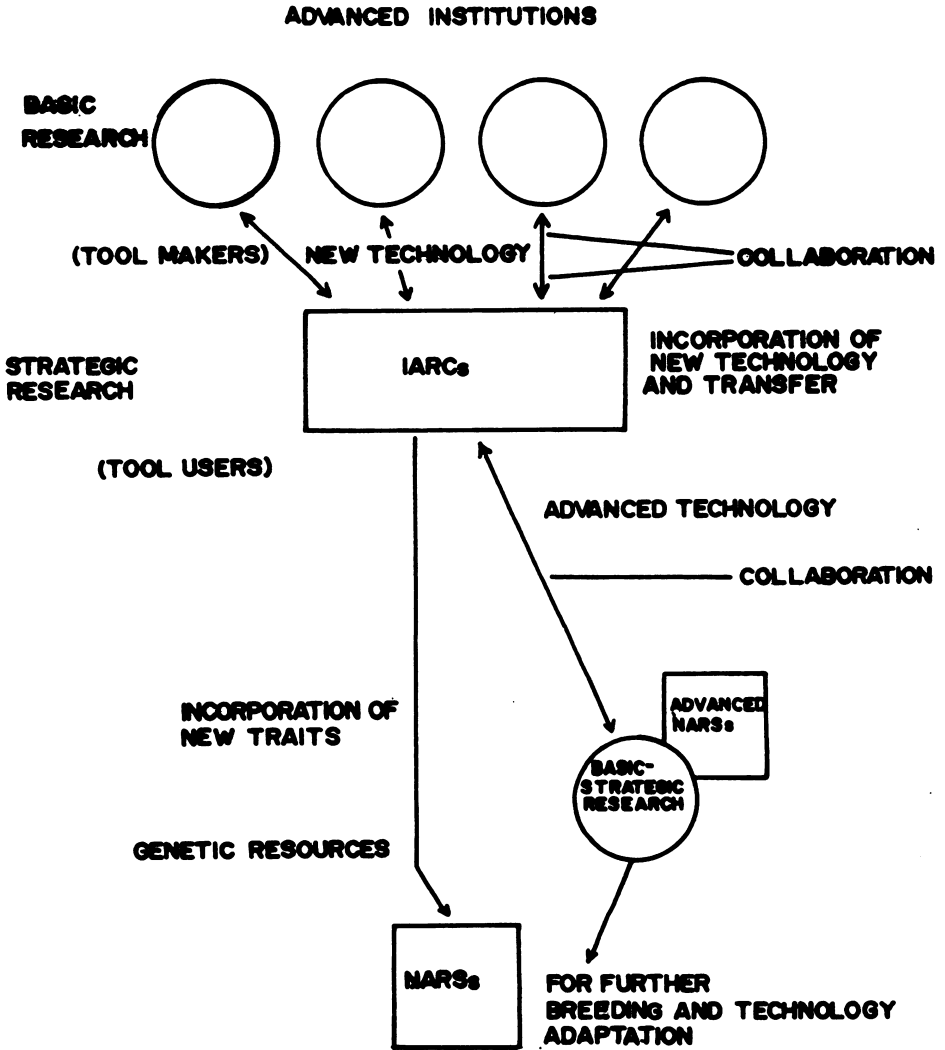 ADVANCED INSTITUTIONS
BASIC
RESEARCH
(TOOL MAKERS)
NEW TECHNOLOGY
COLLABORATION
STRATEGIC
RESEARCH
IARCs
INCORPORATION OF
NEW TECHNOLOGY
AND TRANSFER
(TOOL USERS)
ADVANCED TECHNOLOGY
COLLABORATION
INCORPORATION OF
NEW TRAITS
ADVANCED
NARSs
BASIC-
STRATEGIC
RESEARCH
GENETIC RESOURCES
NARSs
FOR FURTHER
BREEDING AND TECHNOLOGY
ADAPTATION